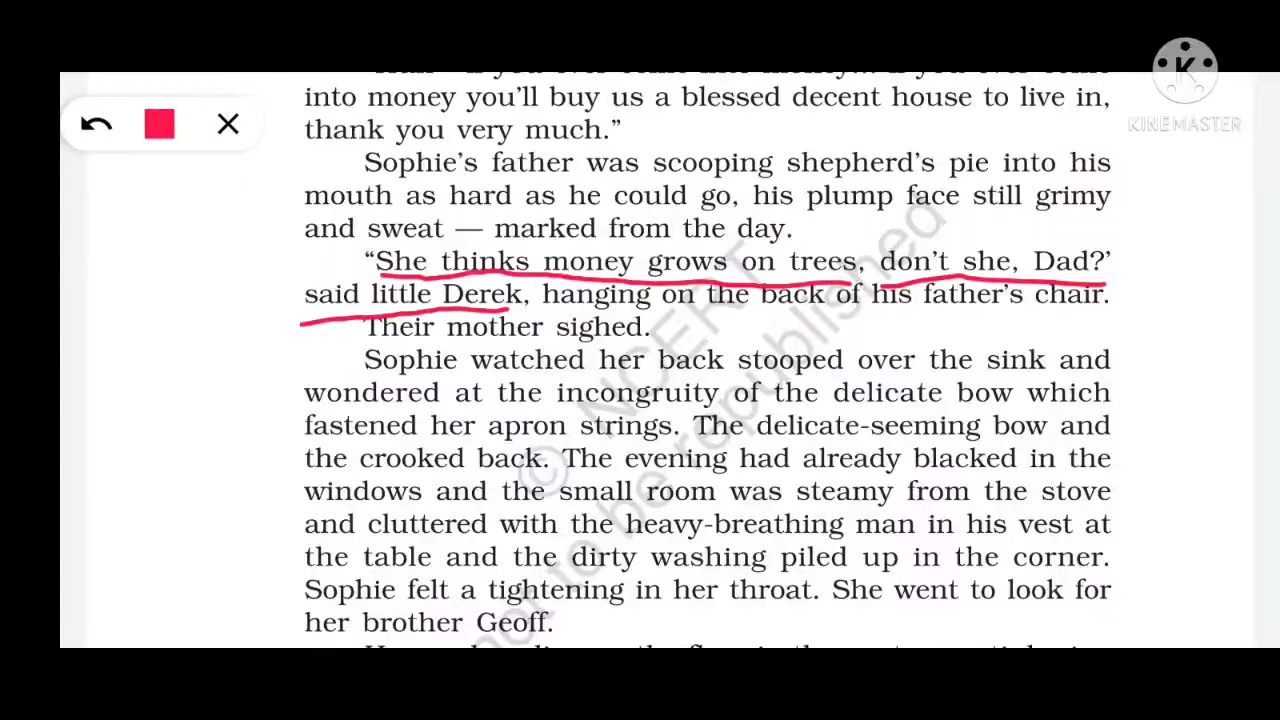 into money you'll buy us a blessed decent house to live in,
thank you very much."
Sophie's father was scooping shepherd's pie into his
mouth as hard as he could go, his plump face still grimy
and sweat — marked from the day.
"She thinks money grows on trees, don't she, Dad?'
said little Derek, hanging on the back of his father's chair.
Their mother sighed.
Sophie watched her back stooped over the sink and
wondered at the incongruity of the delicate bow which
fastened her apron strings. The delicate-seeming bow and
the crooked back. The evening had already blacked in the
windows and the small room was steamy from the stove
and cluttered with the heavy-breathing man in his vest at
the table and the dirty washing piled up in the corner.
Sophie felt a tightening in her throat. She went to look for
her brother Geoff.
© NCERT
not to be republished
K
KINEMASTER